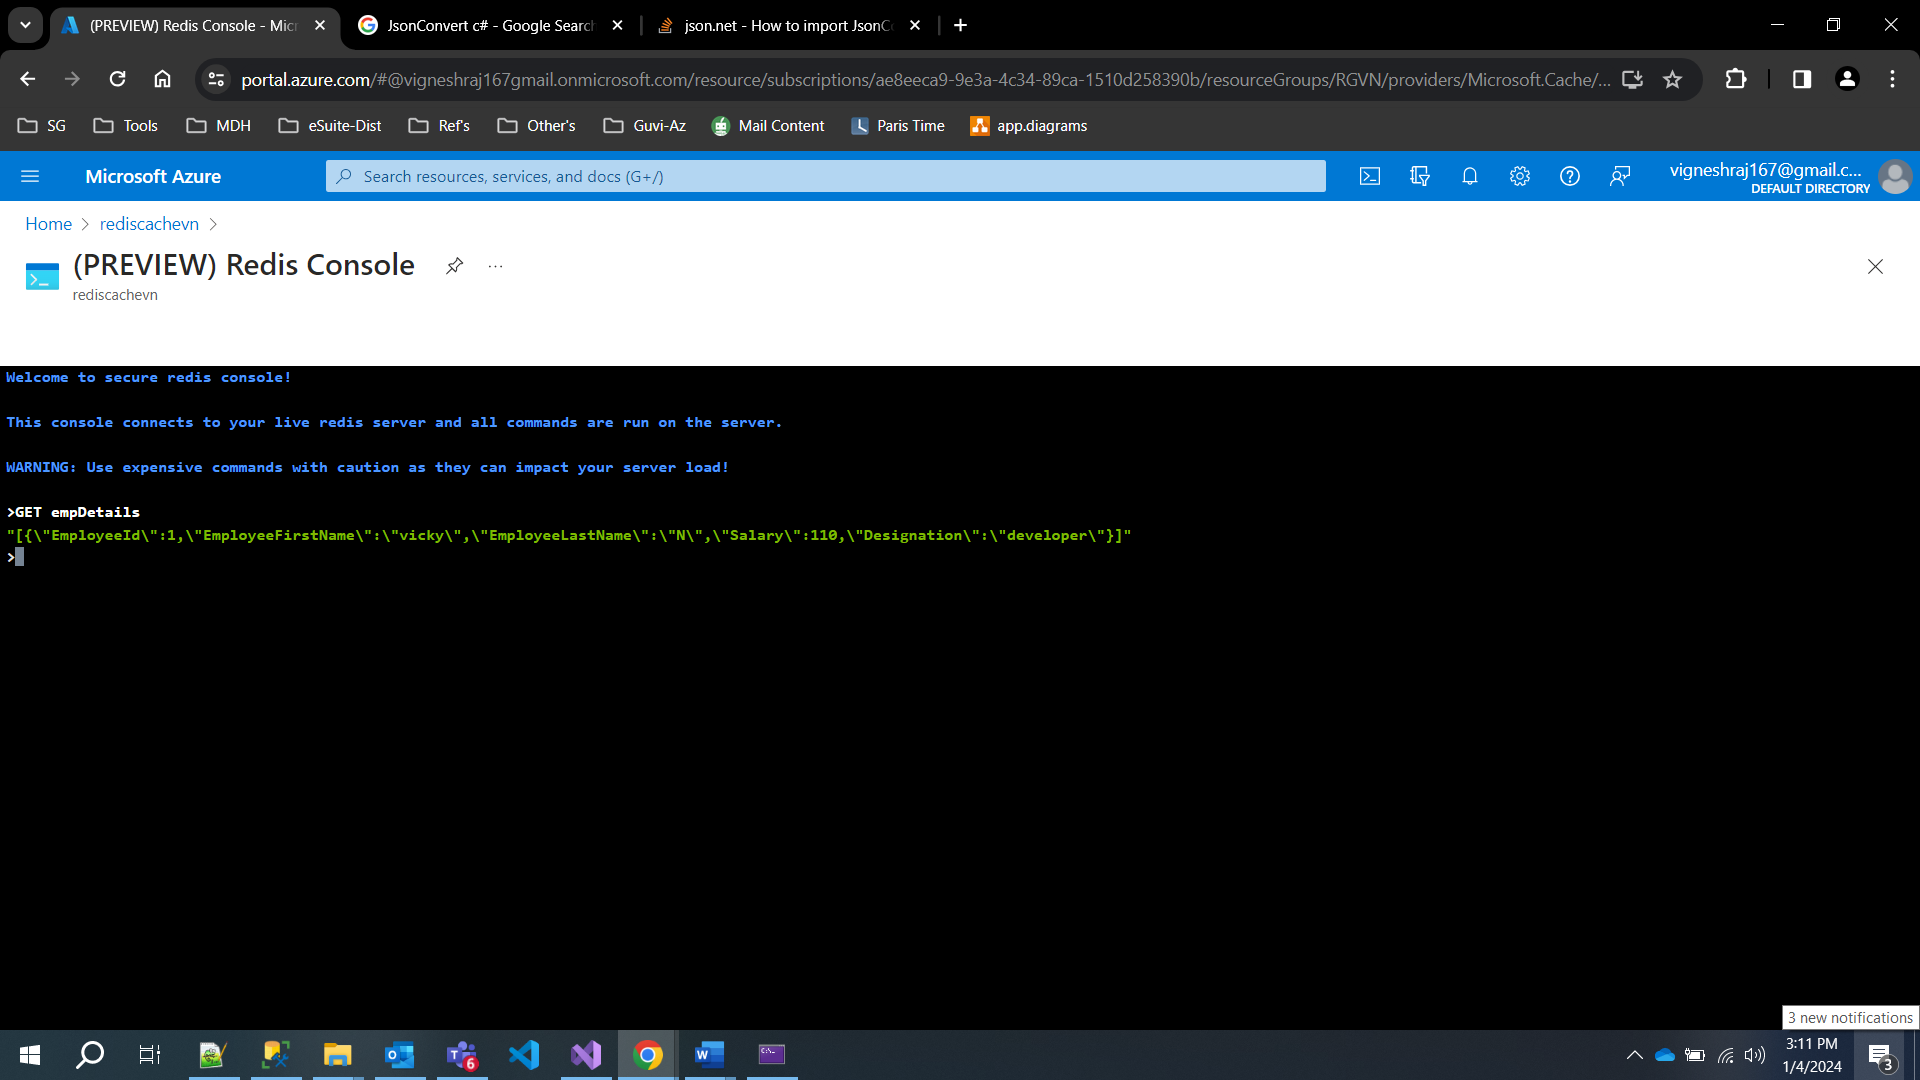 (PREVIEW) Redis Console - Micr
JsonConvert c# - Google Search
json.net - How to import JsonC
portal.azure.com/#@vigneshraj167gmail.onmicrosoft.com/resource/subscriptions/ae8eeca9-9e3a-4c34-89ca-1510d258390b/resourceGroups/RGVN/providers/Microsoft.Cache/...
SG
Tools
MDH
eSuite-Dist
Ref's
Other's
Guvi-Az
Mail Content
Paris Time
app.diagrams
Microsoft Azure
Search resources, services, and docs (G+/)
vigneshraj167@gmail.c...
DEFAULT DIRECTORY
Home
rediscachevn
(PREVIEW) Redis Console
...
rediscachevn
Welcome to secure redis console!
This console connects to your live redis server and all commands are run on the server.
WARNING: Use expensive commands with caution as they can impact your server load!
>GET empDetails
"[{\"EmployeeId\":1,\"EmployeeFirstName\":\"vicky\",\"EmployeeLastName\":\"N\",\"Salary\":110,\"Designation\":\"developer\"}]"
>
3 new notifications
6
3:11 PM
1/4/2024
3